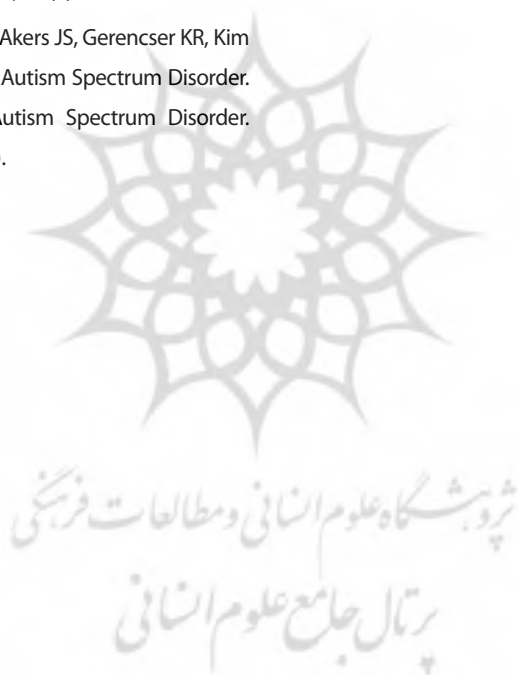 Akers JS, Gerencser KR, Kim
Autism Spectrum Disorder.
Autism Spectrum Disorder.
پژوهشگاه علوم انسانی و مطالعات فرهنگی
پرتال جامع علوم انسانی